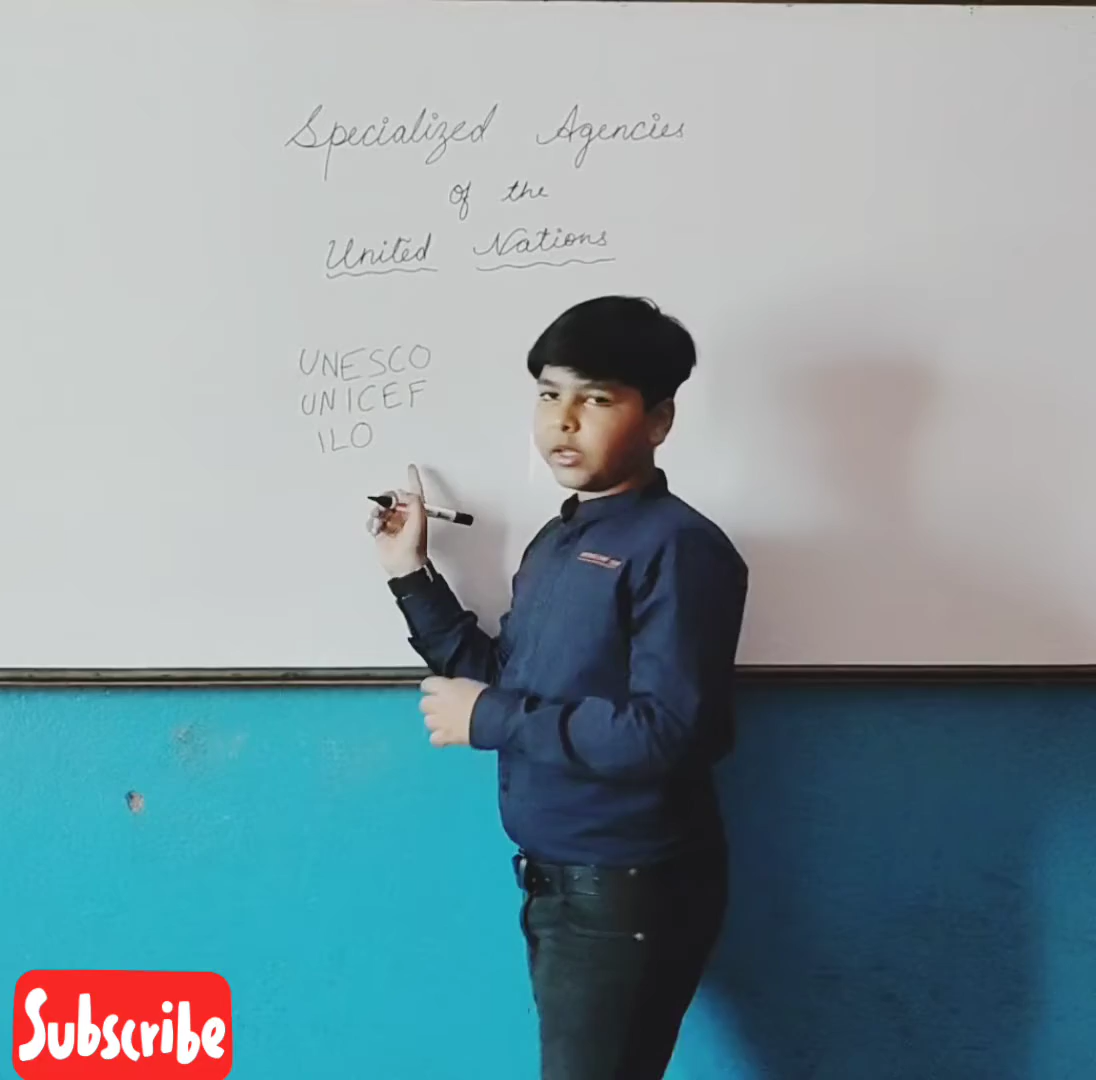 Specialized Agencies
of the
United Nations
UNESCO
UNICEF
ILO
Subscribe